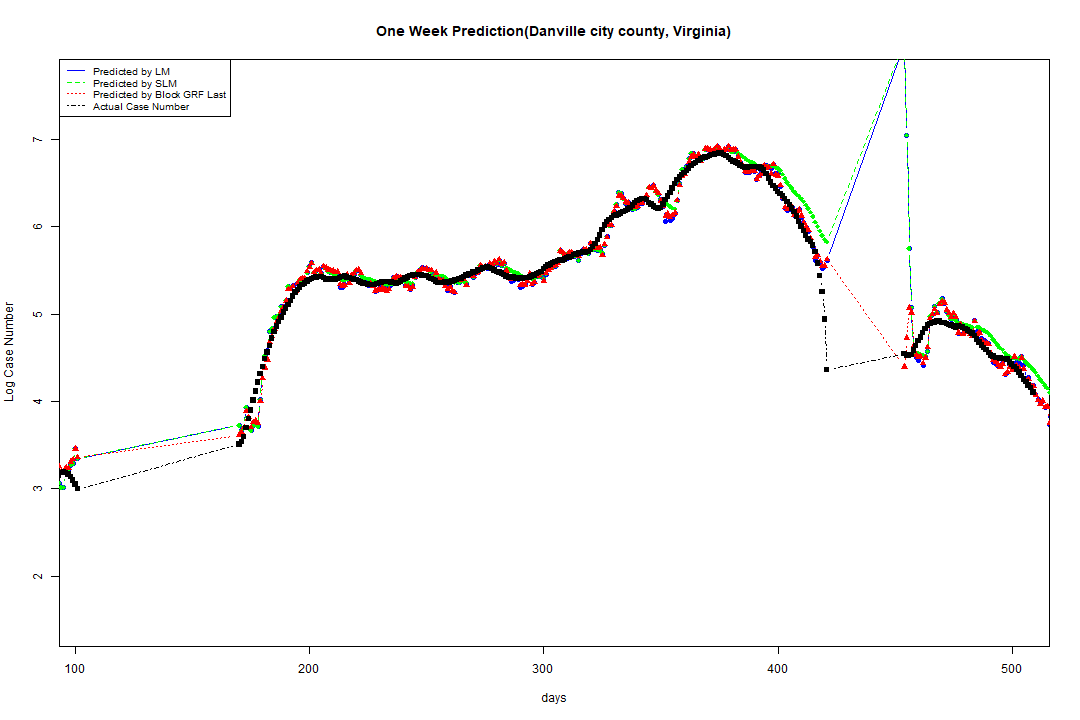 One Week Prediction(Danville city county, Virginia)
Predicted by LM
Predicted by SLM
Predicted by Block GRF Last
Actual Case Number
7
6
5
4
3
2
Log Case Number
100 200 300 400 500
days